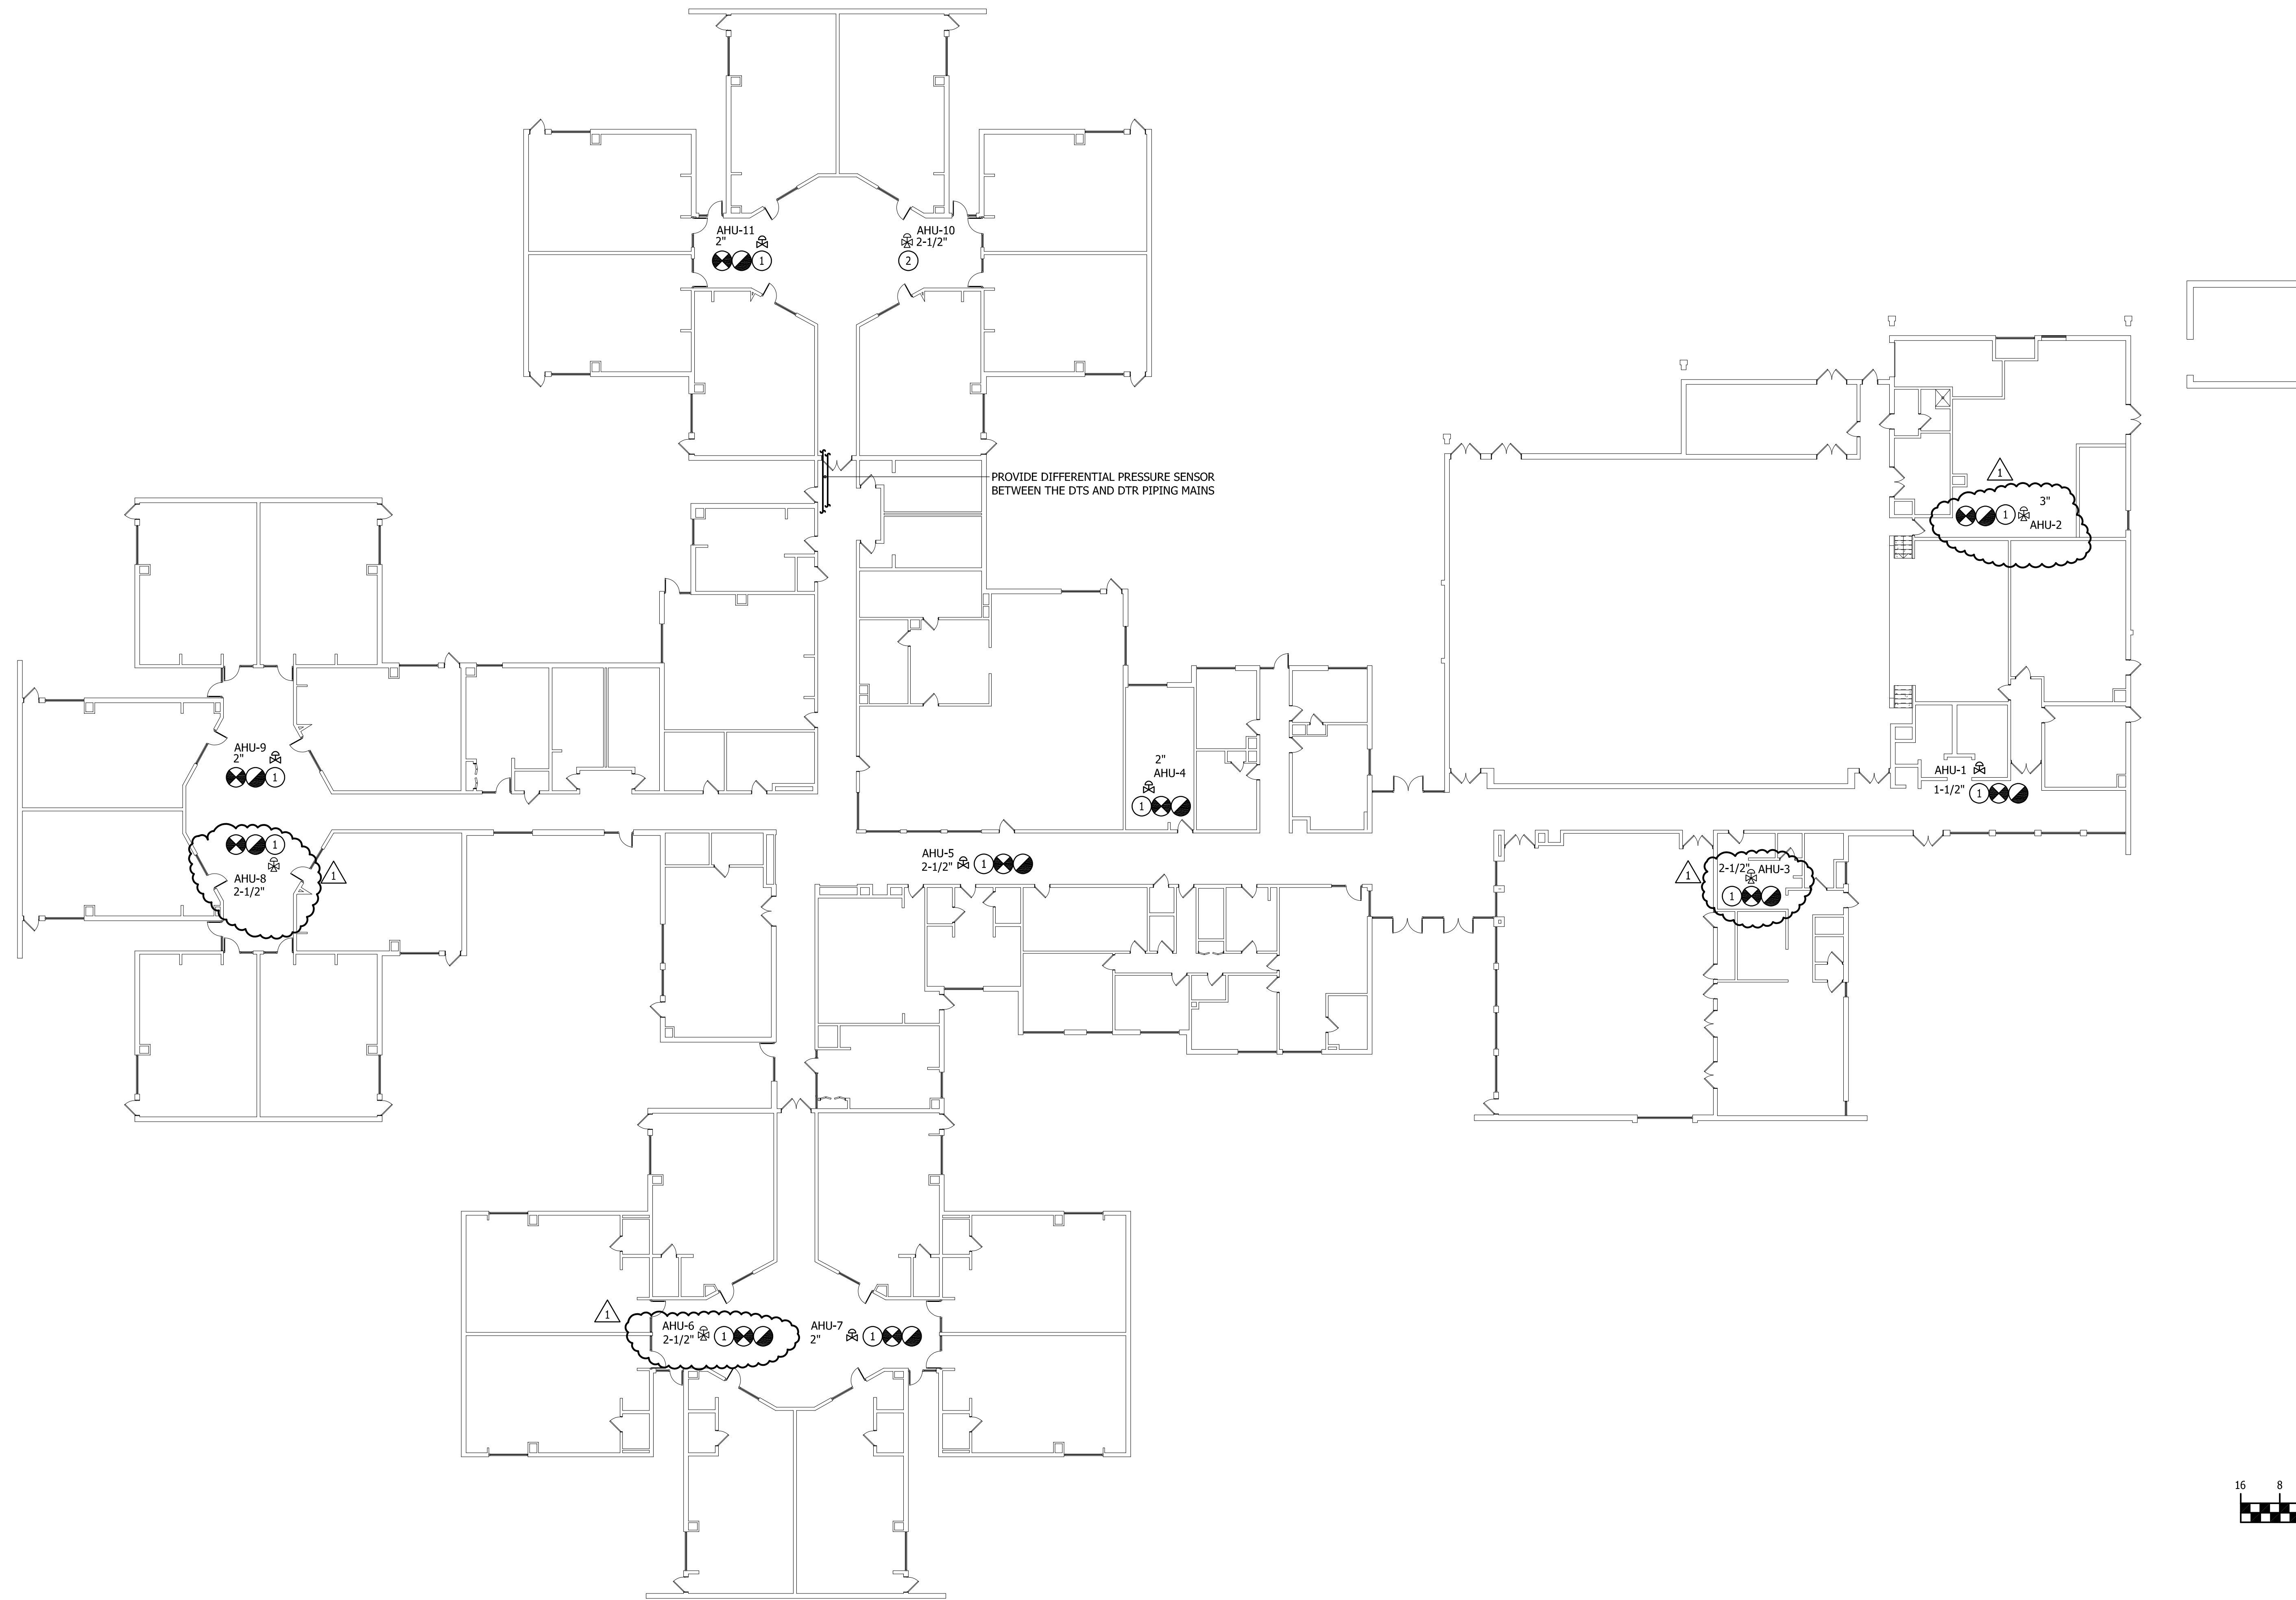 AHU-11
2"
1
AHU-10
2-1/2"
2
PROVIDE DIFFERENTIAL PRESSURE SENSOR
BETWEEN THE DTS AND DTR PIPING MAINS
1
3"
1
AHU-2
AHU-9
2"
1
2"
AHU-4
1
AHU-1
1-1/2"
1
1
AHU-8
2-1/2"
1
AHU-5
2-1/2"
1
1
2-1/2"
AHU-3
1
1
AHU-6
2-1/2"
1
AHU-7
2"
1
16 8